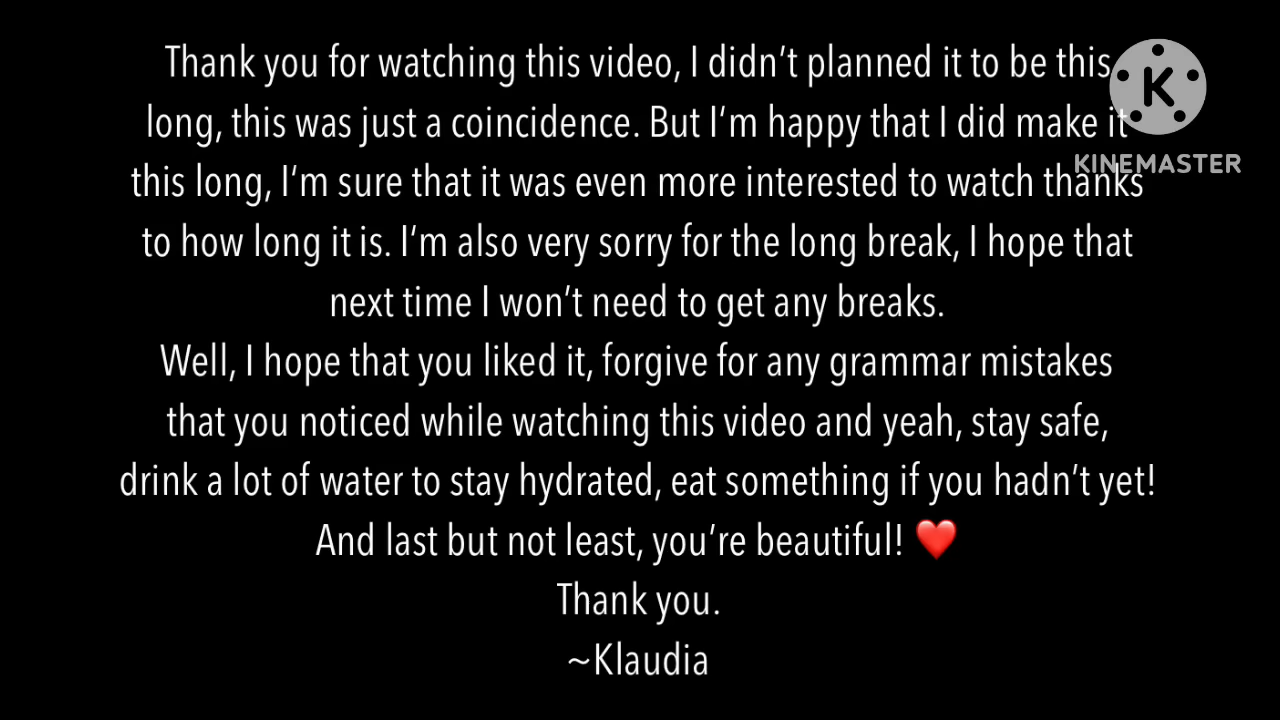 Thank you for watching this video, I didn’t planned it to be this
long, this was just a coincidence. But I‘m happy that I did make it
this long, I‘m sure that it was even more interested to watch thanks
to how long it is. I‘m also very sorry for the long break, I hope that
next time I won’t need to get any breaks.
Well, I hope that you liked it, forgive for any grammar mistakes
that you noticed while watching this video and yeah, stay safe,
drink a lot of water to stay hydrated, eat something if you hadn’t yet!
And last but not least, you’re beautiful! ❤️
Thank you.
~Klaudia
K
KINEMASTER